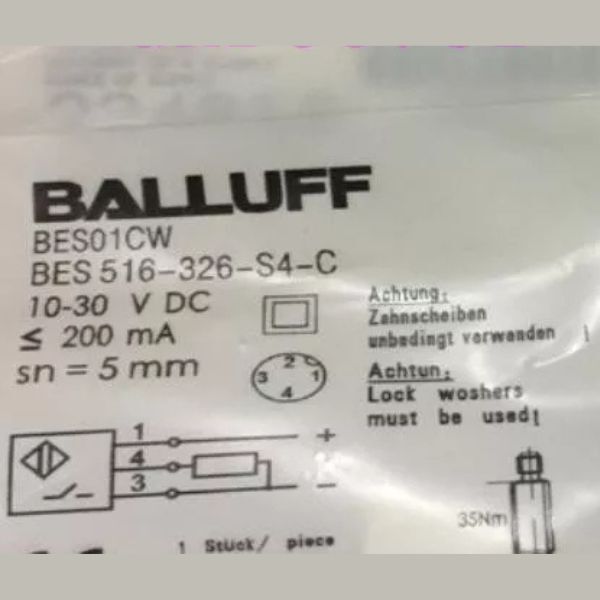 BALLUFF
BES01CW
BES 516-326-S4-C
10-30 V DC
≤ 200 mA
sn = 5 mm
Achtung:
Zahnscheiben
unbedingt verwenden !
Achtun:
Lock woshers
must be used!
2
3 1
4
1 +
4
3 −
35Nm
1 Stück/ piece